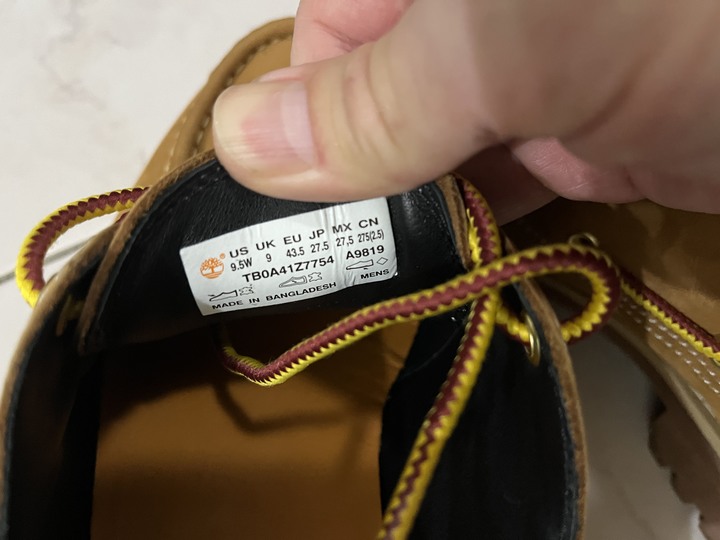 US UK EU JP MX CN
9.5W 9 43.5 27.5 27.5 275(2.5)
TB0A41Z7754 A9819
MENS
MADE IN BANGLADESH